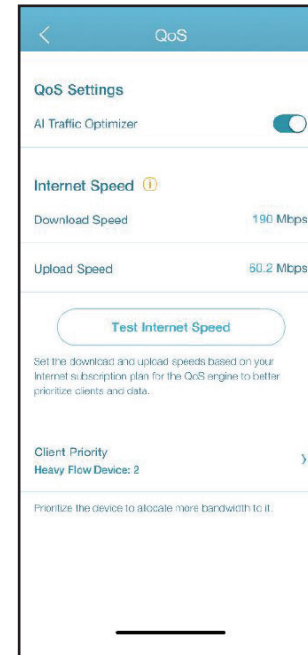 QoS
QoS Settings
AI Traffic Optimizer
Internet Speed
Download Speed 190 Mbps
Upload Speed 60.2 Mbps
Test Internet Speed
Set the download and upload speeds based on your
Internet subscription plan for the QoS engine to better
prioritize clients and data.
Client Priority
Heavy Flow Device: 2
Prioritize the device to allocate more bandwidth to it.